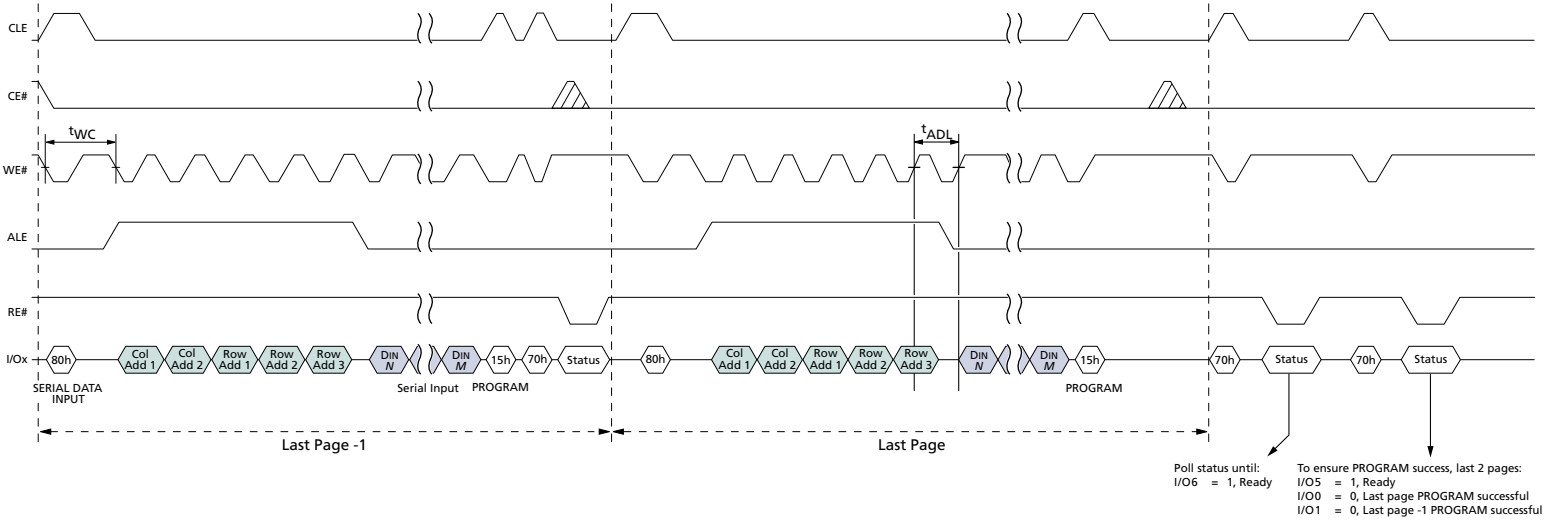 CLE
CE#
tWC
tADL
WE#
ALE
RE#
I/Ox
80h
Col Add 1
Col Add 2
Row Add 1
Row Add 2
Row Add 3
DIN N
DIN M
15h
70h
Status
80h
Col Add 1
Col Add 2
Row Add 1
Row Add 2
Row Add 3
DIN N
DIN M
15h
70h
Status
70h
Status
SERIAL DATA
INPUT
Serial Input
PROGRAM
PROGRAM
Last Page -1
Last Page
Poll status until:
I/O6 = 1, Ready
To ensure PROGRAM success, last 2 pages:
I/O5 = 1, Ready
I/O0 = 0, Last page PROGRAM successful
I/O1 = 0, Last page -1 PROGRAM successful